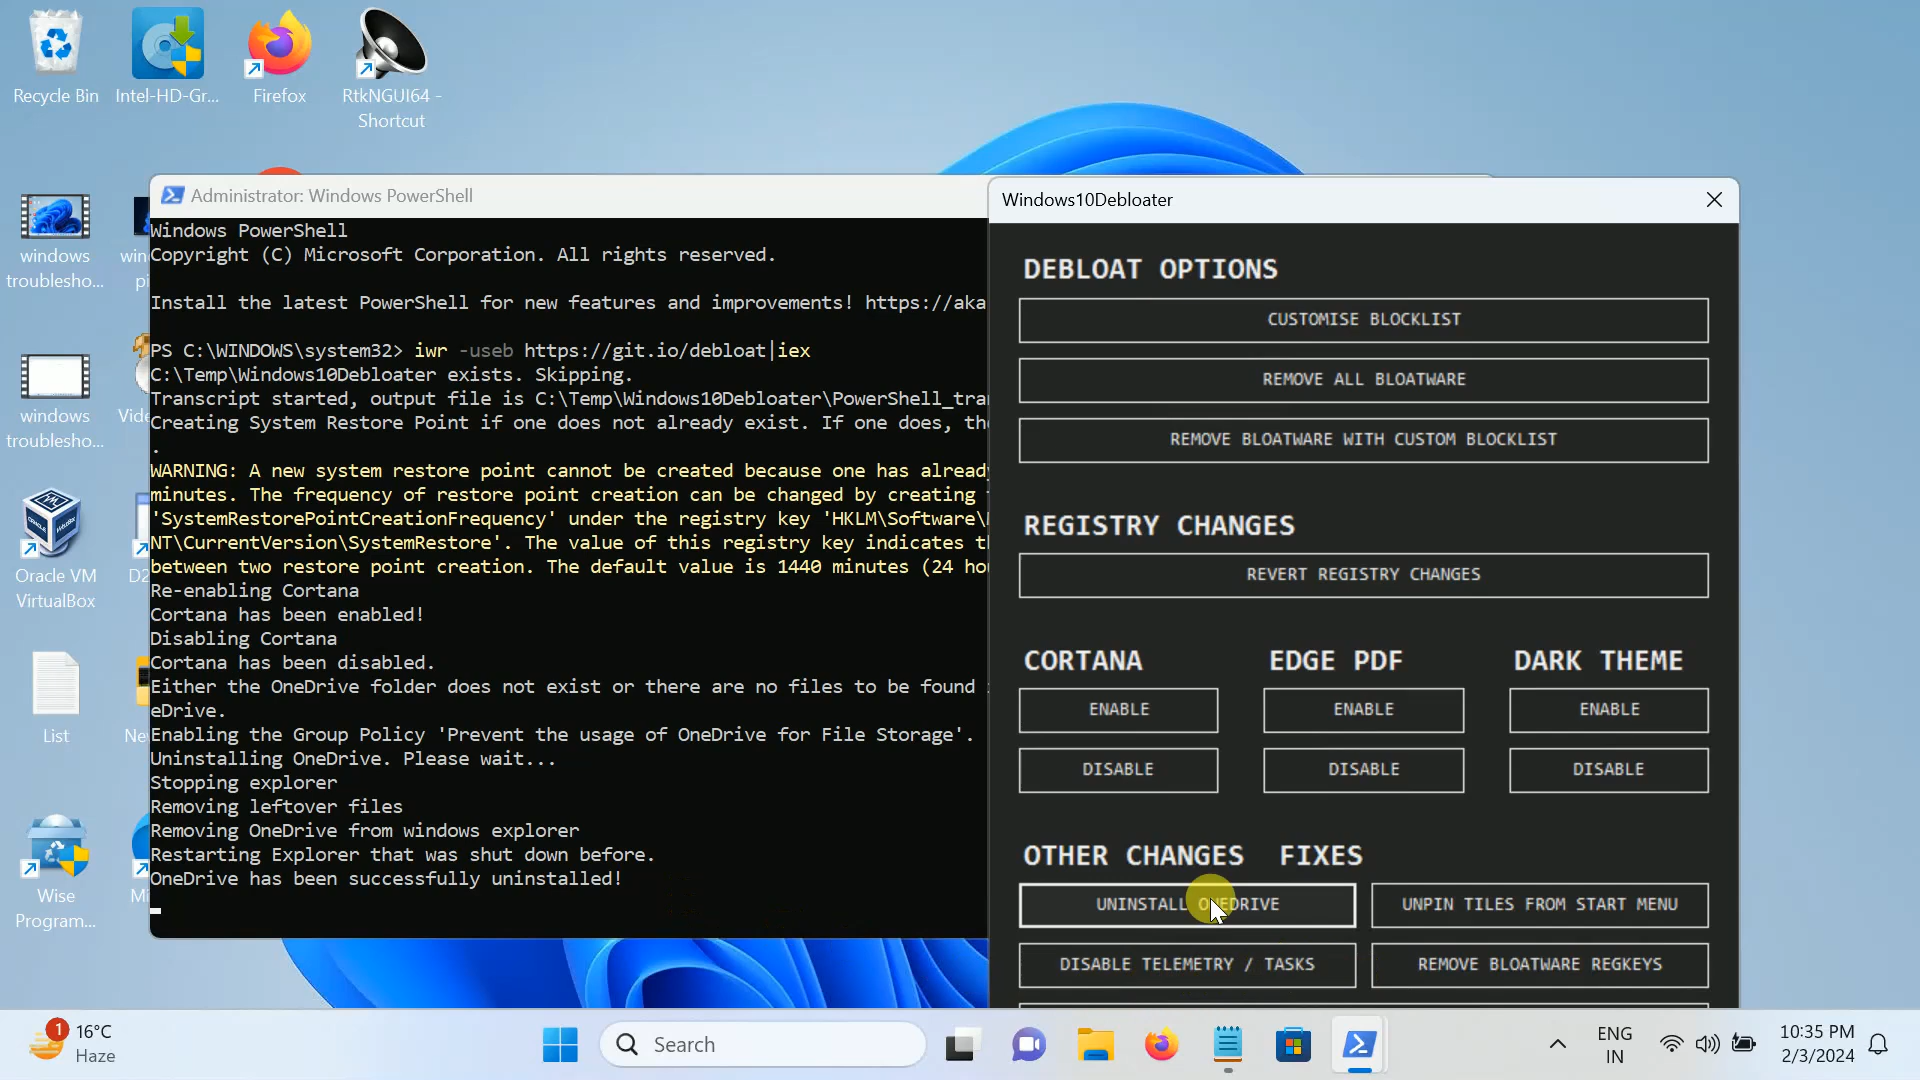 Recycle Bin
Intel-HD-Gr...
Firefox
RtkNGUI64 -
Shortcut
windows
troublesho...
windows
troublesho...
Oracle VM
VirtualBox
List
Wise
Program...
Administrator: Windows PowerShell
Windows PowerShell
Copyright (C) Microsoft Corporation. All rights reserved.
Install the latest PowerShell for new features and improvements! https://aka
PS C:\WINDOWS\system32> iwr -useb https://git.io/debloat|iex
C:\Temp\Windows10Debloater exists. Skipping.
Transcript started, output file is C:\Temp\Windows10Debloater\PowerShell_tra
Creating System Restore Point if one does not already exist. If one does, th
.
WARNING: A new system restore point cannot be created because one has already
minutes. The frequency of restore point creation can be changed by creating
'SystemRestorePointCreationFrequency' under the registry key 'HKLM\Software\
NT\CurrentVersion\SystemRestore'. The value of this registry key indicates t
between two restore point creation. The default value is 1440 minutes (24 ho
Re-enabling Cortana
Cortana has been enabled!
Disabling Cortana
Cortana has been disabled.
Either the OneDrive folder does not exist or there are no files to be found
eDrive.
Enabling the Group Policy 'Prevent the usage of OneDrive for File Storage'.
Uninstalling OneDrive. Please wait...
Stopping explorer
Removing leftover files
Removing OneDrive from windows explorer
Restarting Explorer that was shut down before.
OneDrive has been successfully uninstalled!
Windows10Debloater
DEBLOAT OPTIONS
CUSTOMISE BLOCKLIST
REMOVE ALL BLOATWARE
REMOVE BLOATWARE WITH CUSTOM BLOCKLIST
REGISTRY CHANGES
REVERT REGISTRY CHANGES
CORTANA EDGE PDF DARK THEME
ENABLE ENABLE ENABLE
DISABLE DISABLE DISABLE
OTHER CHANGES FIXES
UNINSTALL ONEDRIVE UNPIN TILES FROM START MENU
DISABLE TELEMETRY / TASKS REMOVE BLOATWARE REGKEYS
1
16°C
Haze
Search
ENG
IN
10:35 PM
2/3/2024